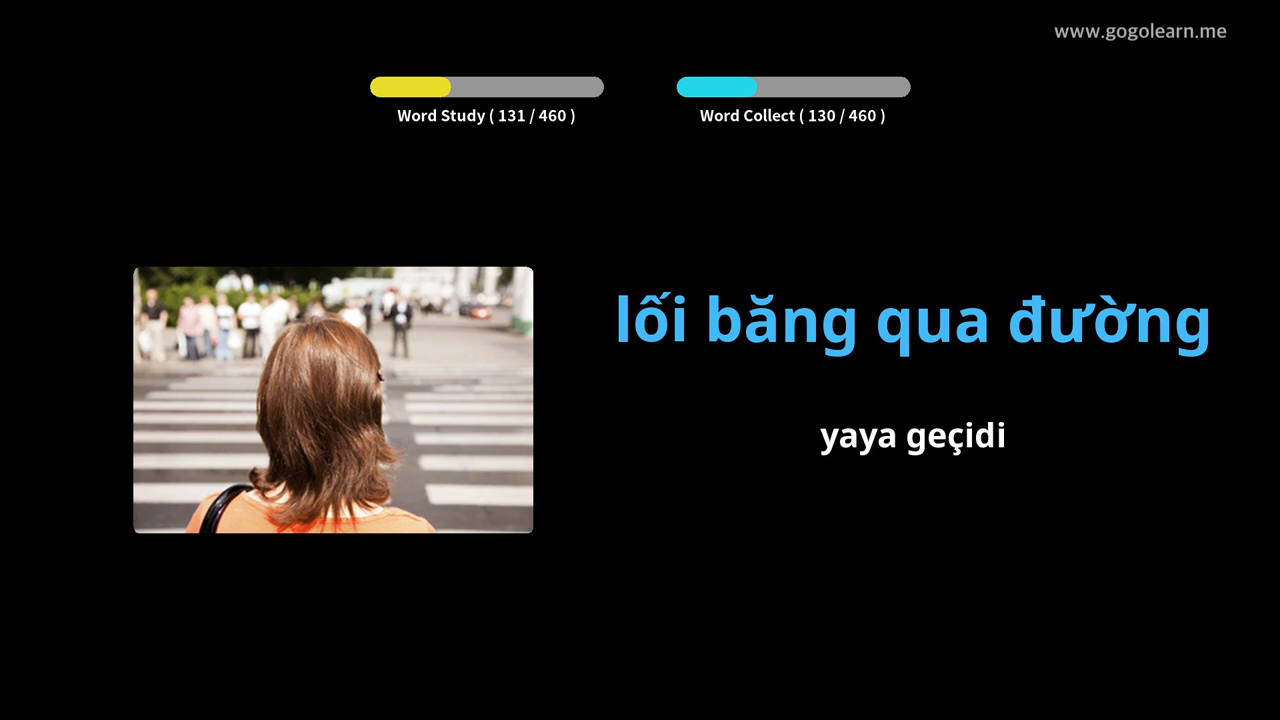 www.gogolearn.me
Word Study ( 131 / 460 )
Word Collect ( 130 / 460 )
lối băng qua đường
yaya geçidi